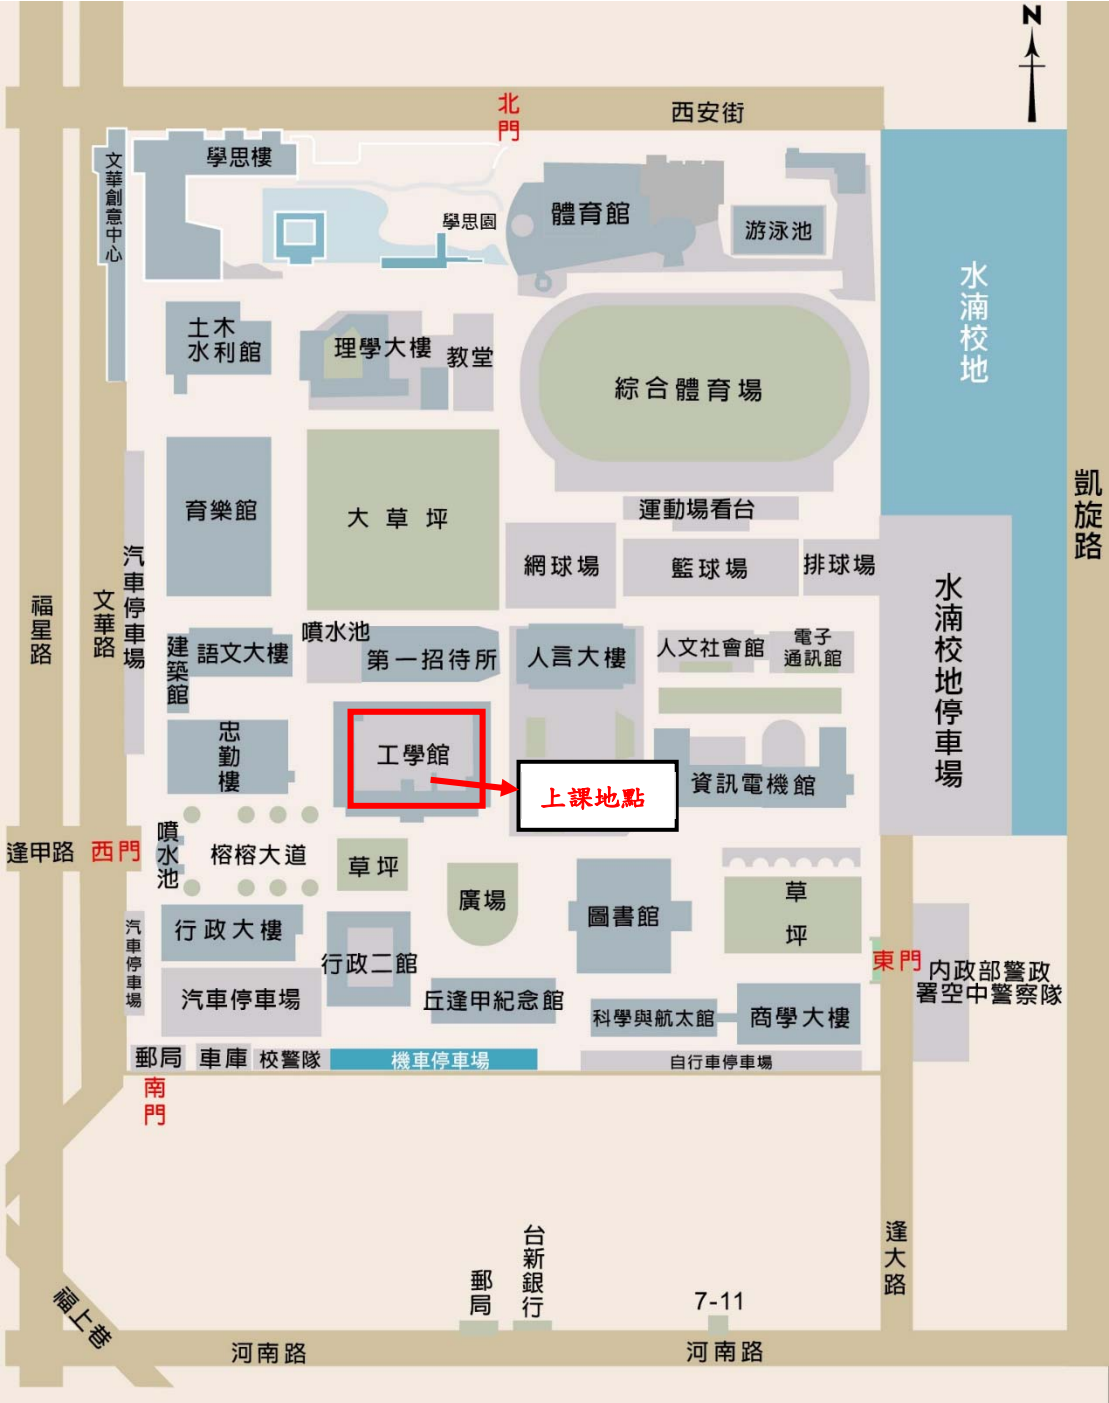 N
北
門
西安街
學思樓
文華創意中心
學思園
體育館
游泳池
水湳校地
土木
水利館
理學大樓
教堂
綜合體育場
凱旋路
育樂館
大草坪
運動場看台
汽車停車場
網球場
籃球場
排球場
福星路
文華路
水湳校地停車場
建築館
語文大樓
噴水池
第一招待所
人言大樓
人文社會館
電子
通訊館
忠勤樓
工學館
上課地點
資訊電機館
逢甲路
西門
噴水池
榕榕大道
草坪
廣場
圖書館
草坪
汽車停車場
行政大樓
行政二館
東門
内政部警政
署空中警察隊
汽車停車場
丘逢甲紀念館
科學與航太館
商學大樓
郵局
車庫
校警隊
機車停車場
自行車停車場
南
門
逢大路
台新銀行
郵局
7-11
福上巷
河南路
河南路